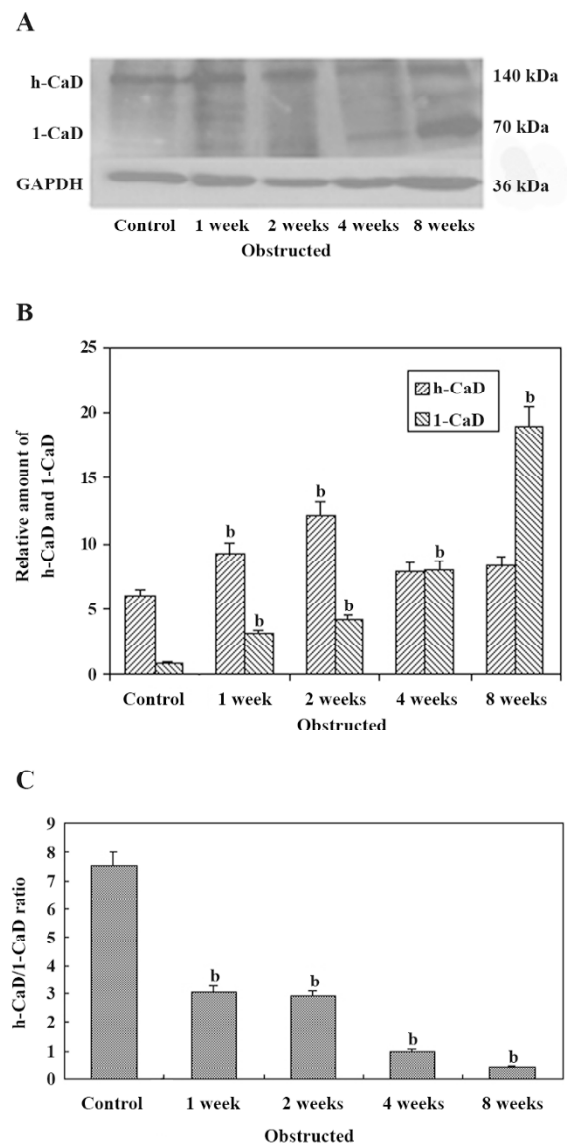 A
h-CaD 140 kDa
1-CaD 70 kDa
GAPDH 36 kDa
Control 1 week 2 weeks 4 weeks 8 weeks
Obstructed
B
25
20
15
10
5
0
Relative amount of
h-CaD and 1-CaD
h-CaD
1-CaD
b b b b b b
Control 1 week 2 weeks 4 weeks 8 weeks
Obstructed
C
9
8
7
6
5
4
3
2
1
0
h-CaD/1-CaD ratio
b b b b
Control 1 week 2 weeks 4 weeks 8 weeks
Obstructed